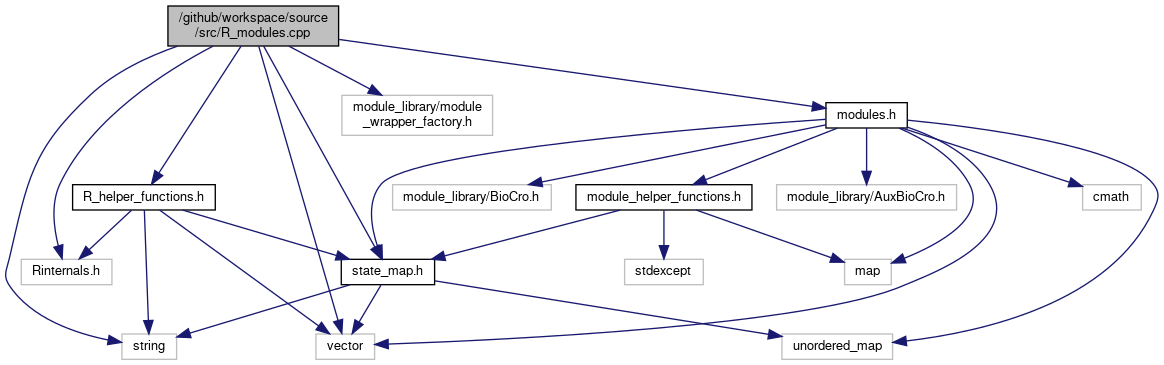 /github/workspace/source
/src/R_modules.cpp
module_library/module
_wrapper_factory.h
modules.h
R_helper_functions.h
module_library/BioCro.h
module_helper_functions.h
module_library/AuxBioCro.h
cmath
Rinternals.h
state_map.h
stdexcept
map
string
vector
unordered_map